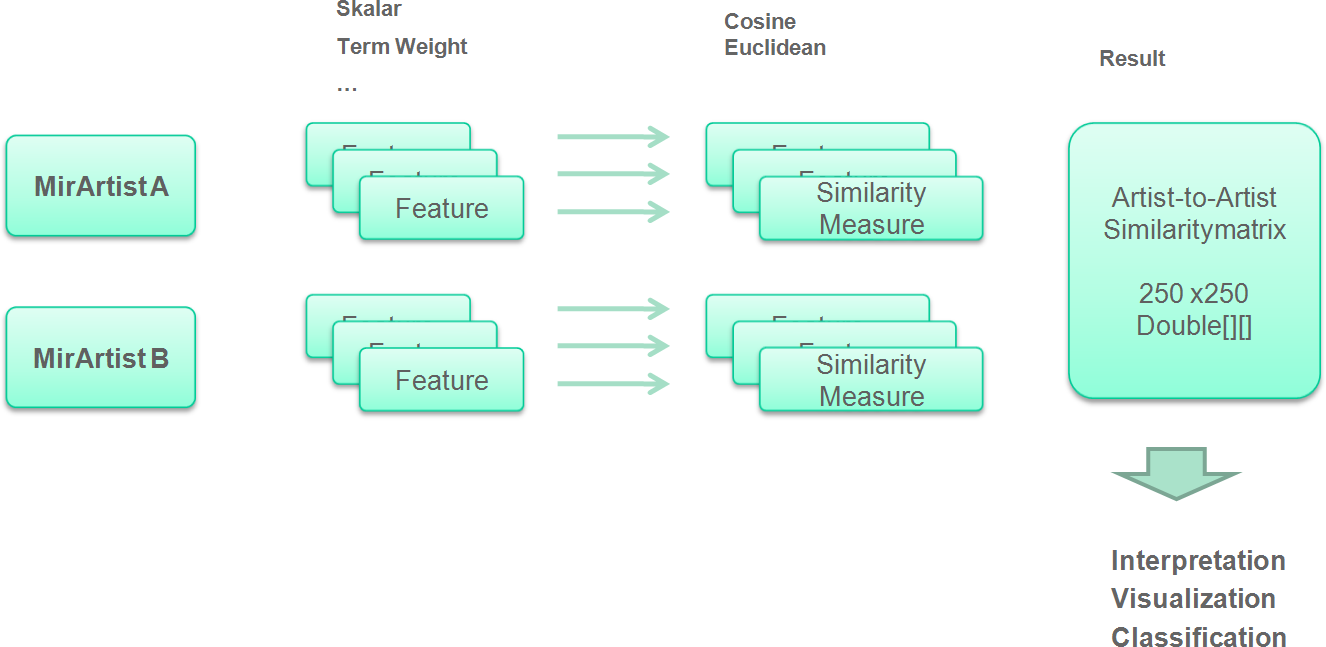 Skalar
Term Weight
...
Cosine
Euclidean
Result
MirArtist A
Feature
Similarity
Measure
Artist-to-Artist
Similaritymatrix
250 x250
Double[][]
MirArtist B
Feature
Similarity
Measure
Interpretation
Visualization
Classification